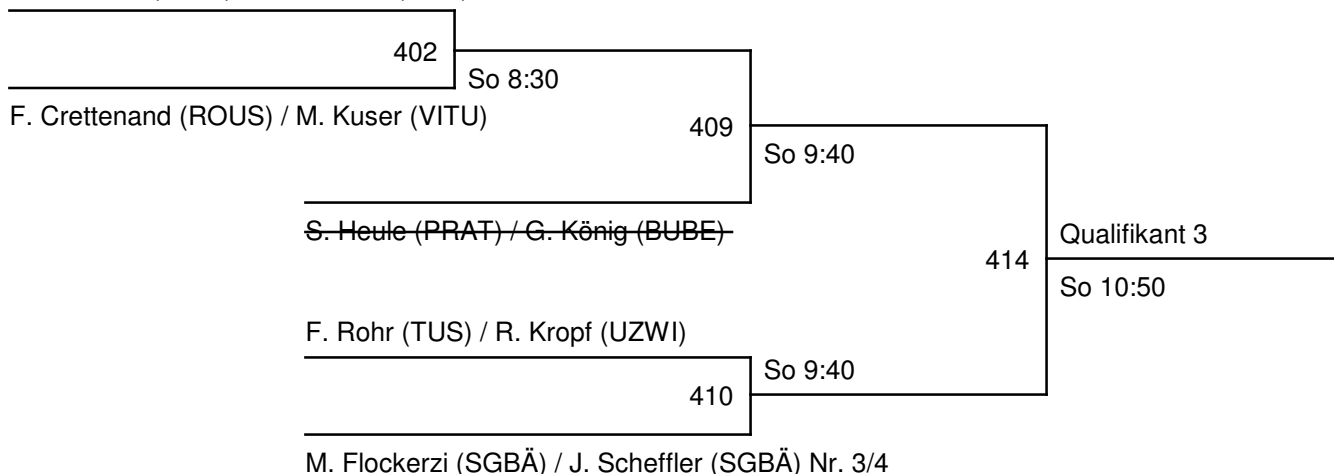 402
So 8:30
F. Crettenand (ROUS) / M. Kuser (VITU)
409
So 9:40
S. Heule (PRAT) / G. König (BUBE)
Qualifikant 3
414
So 10:50
F. Rohr (TUS) / R. Kropf (UZWI)
So 9:40
410
M. Flockerzi (SGBÄ) / J. Scheffler (SGBÄ) Nr. 3/4